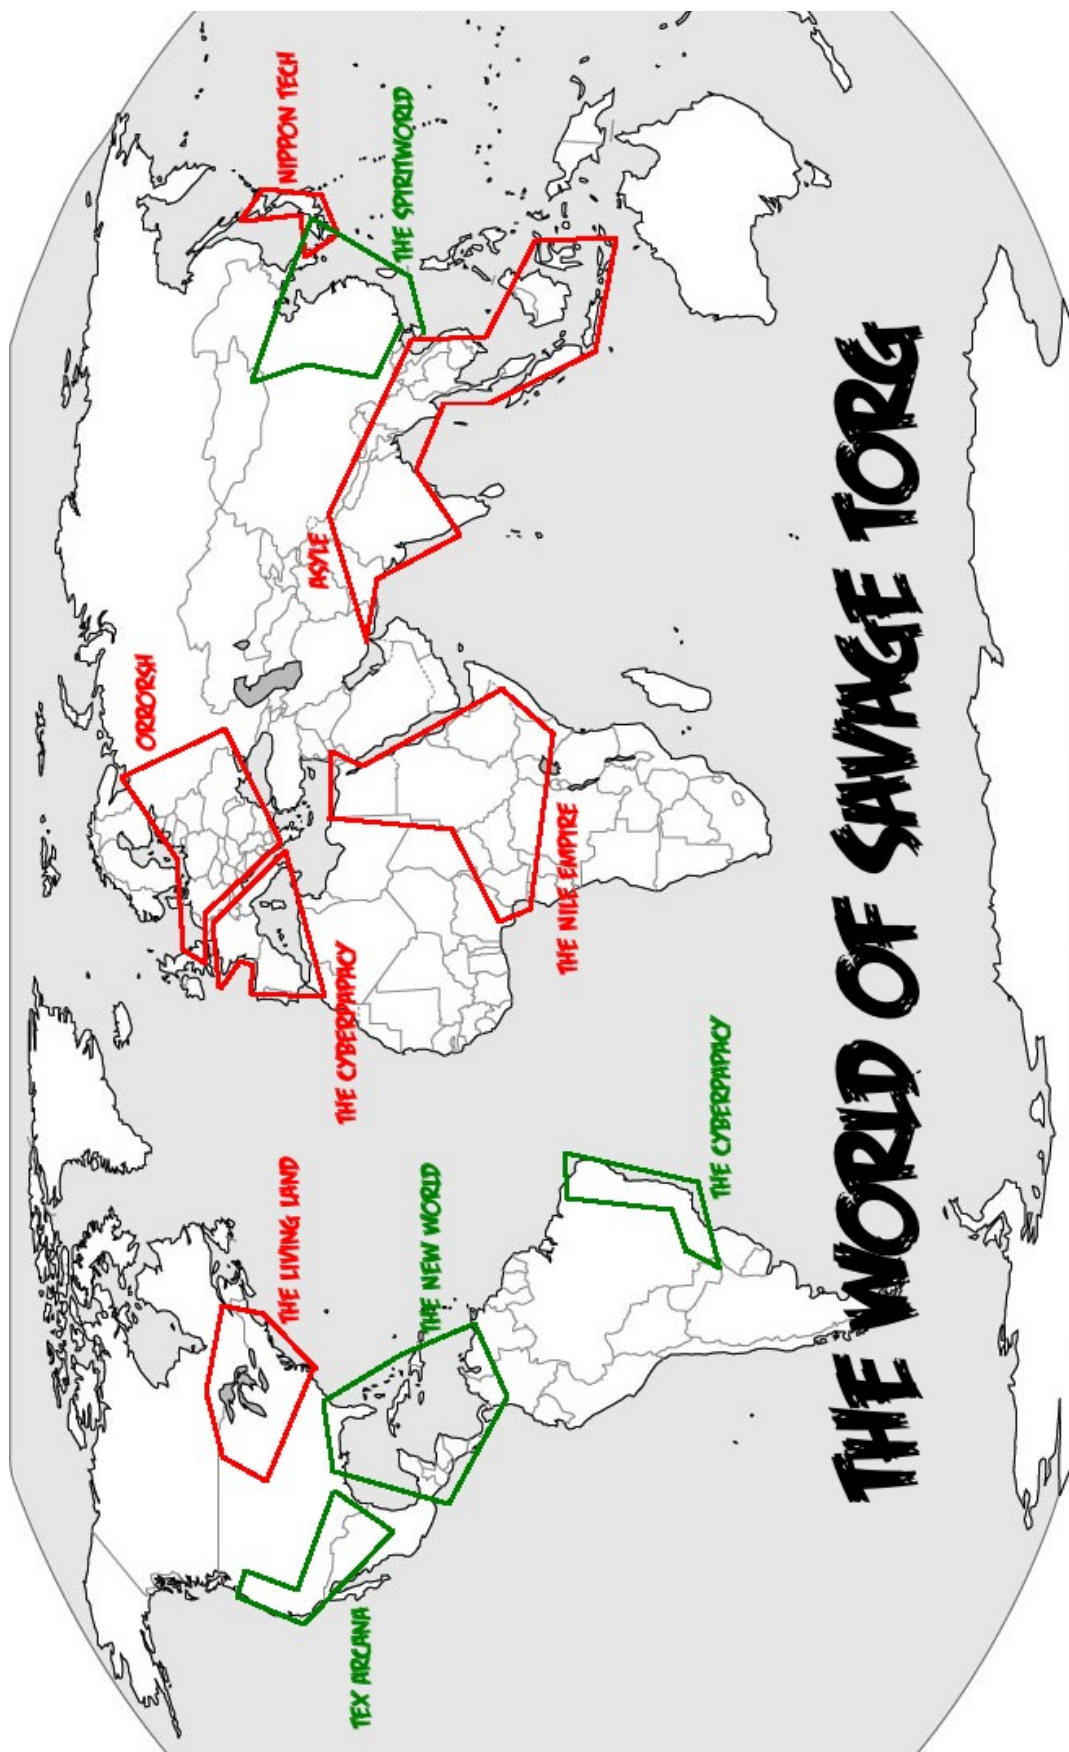 ORRORSH
NIPPON TECH
THE LIVING LAND
ASYLE
THE CYBERPAPACY
TEX ARCANA
THE SPIRITWORLD
THE NEW WORLD
THE NILE EMPIRE
THE CYBERPAPACY
THE WORLD OF SAVAGE TORG